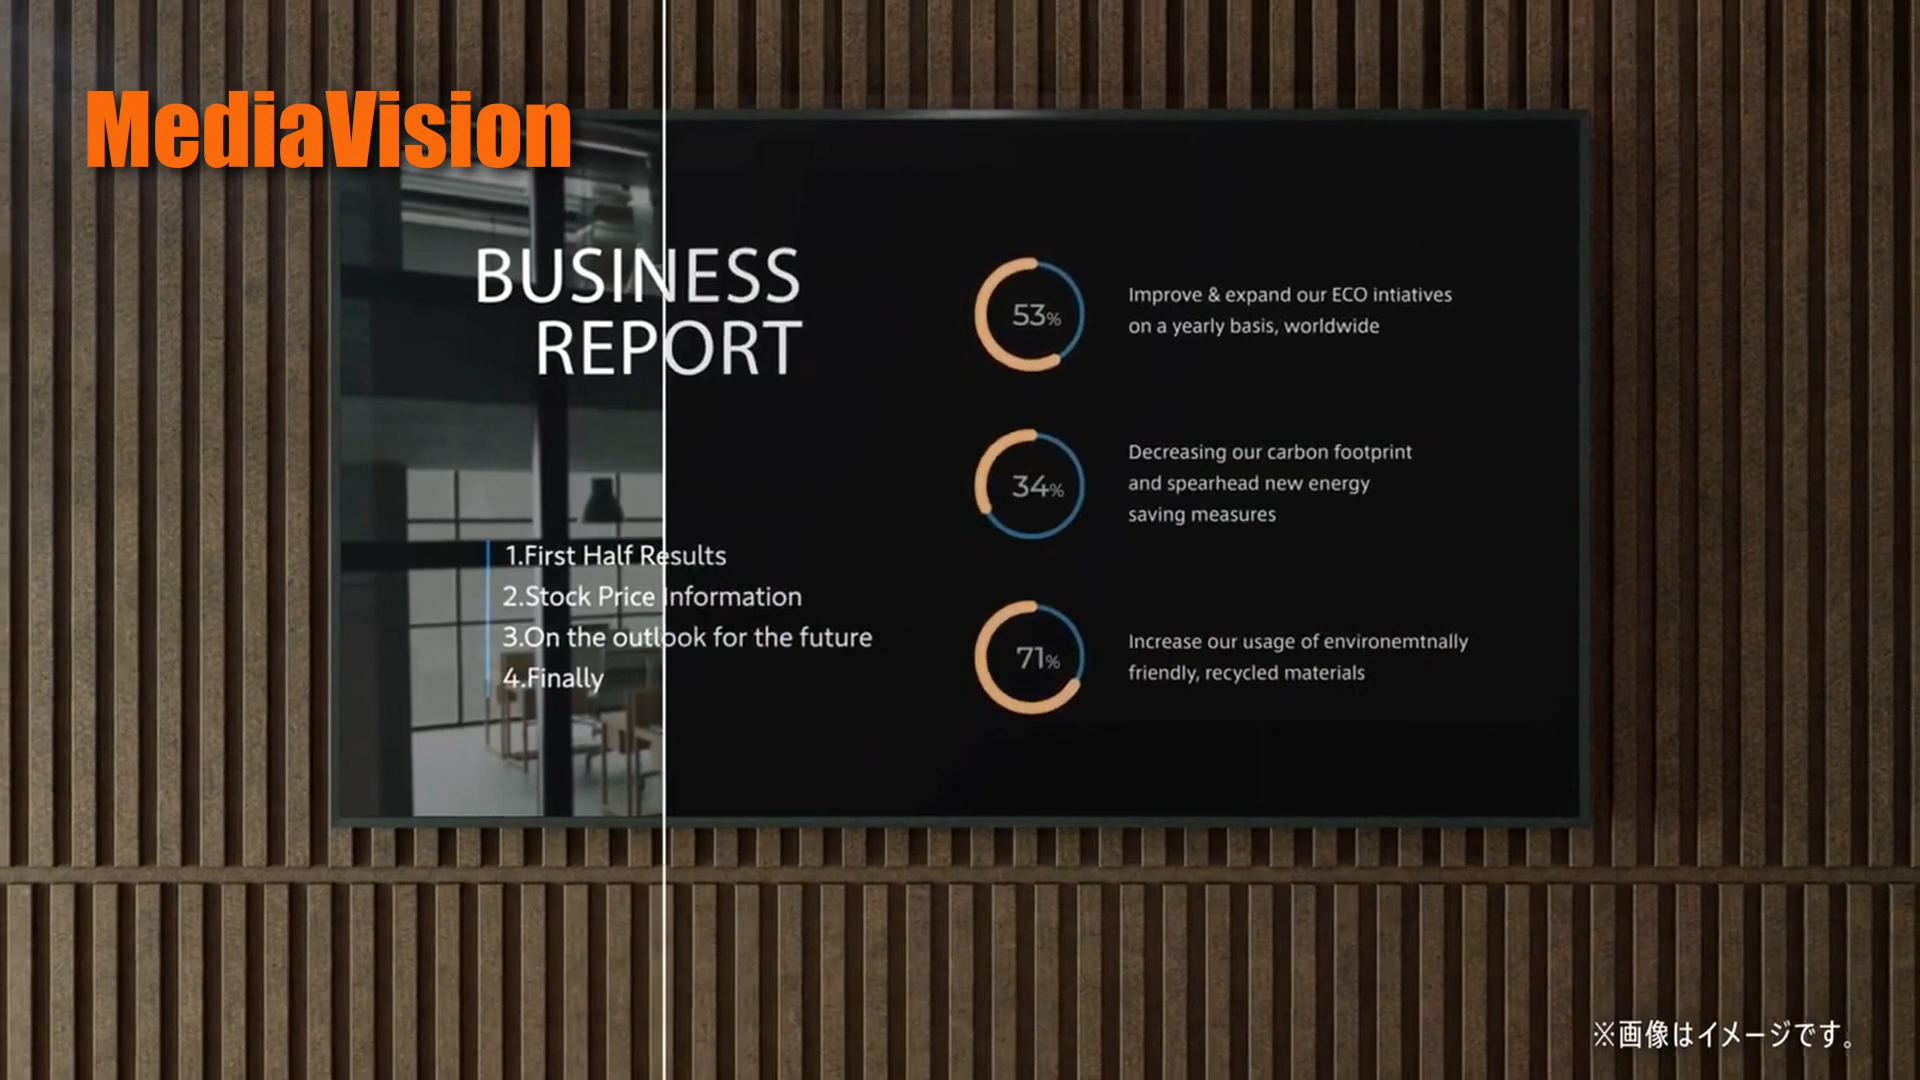 MediaVision
BUSINESS
REPORT
1.First Half Results
2.Stock Price Information
3.On the outlook for the future
4.Finally
53%
Improve & expand our ECO intiatives
on a yearly basis, worldwide
34%
Decreasing our carbon footprint
and spearhead new energy
saving measures
71%
Increase our usage of environemtnally
friendly, recycled materials
※画像はイメージです。